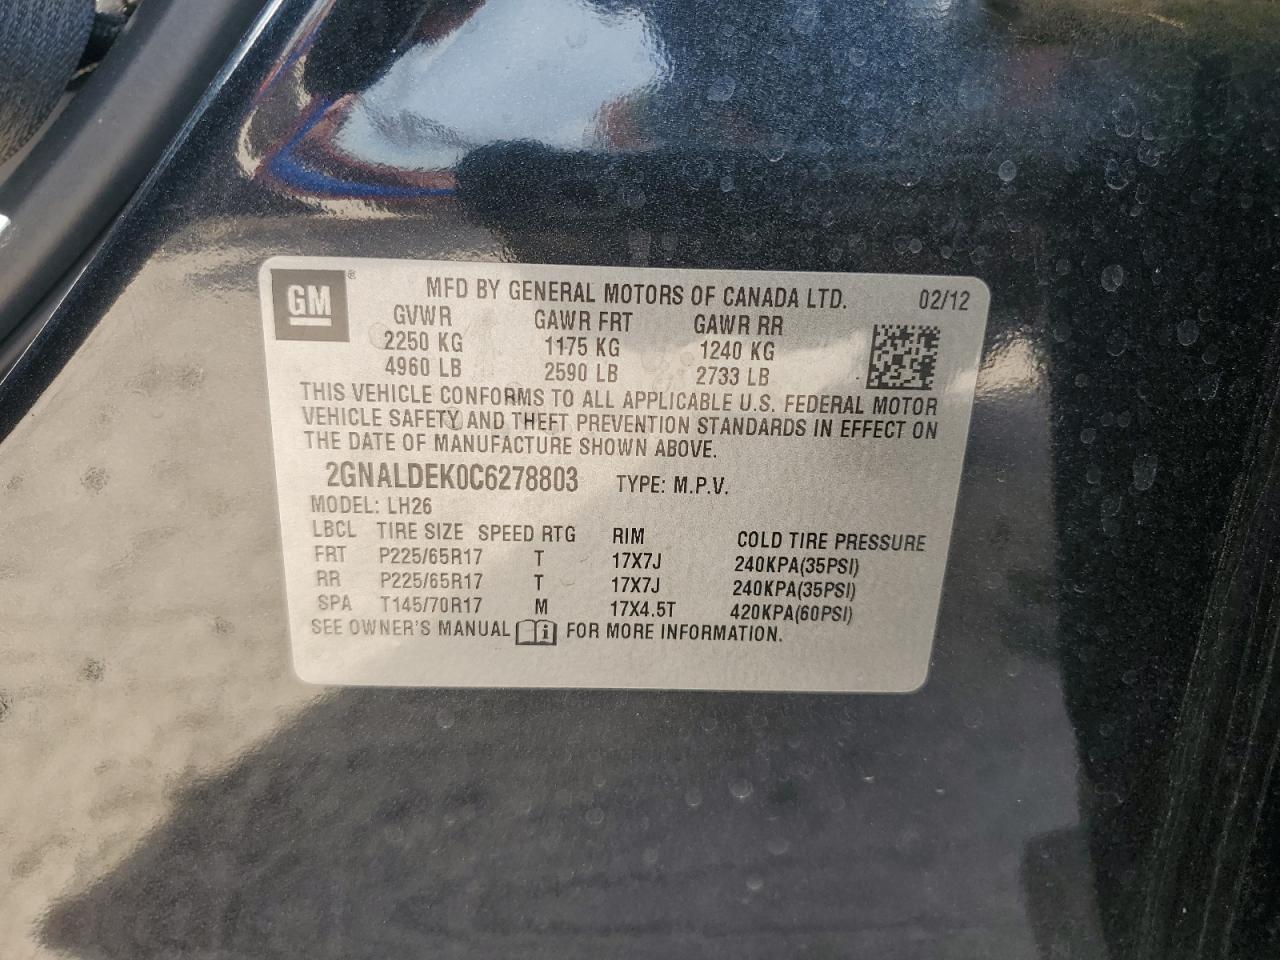 GM ®
MFD BY GENERAL MOTORS OF CANADA LTD. 02/12
GVWR GAWR FRT GAWR RR
2250 KG 1175 KG 1240 KG
4960 LB 2590 LB 2733 LB
THIS VEHICLE CONFORMS TO ALL APPLICABLE U.S. FEDERAL MOTOR
VEHICLE SAFETY AND THEFT PREVENTION STANDARDS IN EFFECT ON
THE DATE OF MANUFACTURE SHOWN ABOVE.
2GNALDEK0C6278803 TYPE: M.P.V.
MODEL: LH26
LBCL TIRE SIZE SPEED RTG RIM COLD TIRE PRESSURE
FRT P225/65R17 T 17X7J 240KPA(35PSI)
RR P225/65R17 T 17X7J 240KPA(35PSI)
SPA T145/70R17 M 17X4.5T 420KPA(60PSI)
SEE OWNER'S MANUAL i FOR MORE INFORMATION.